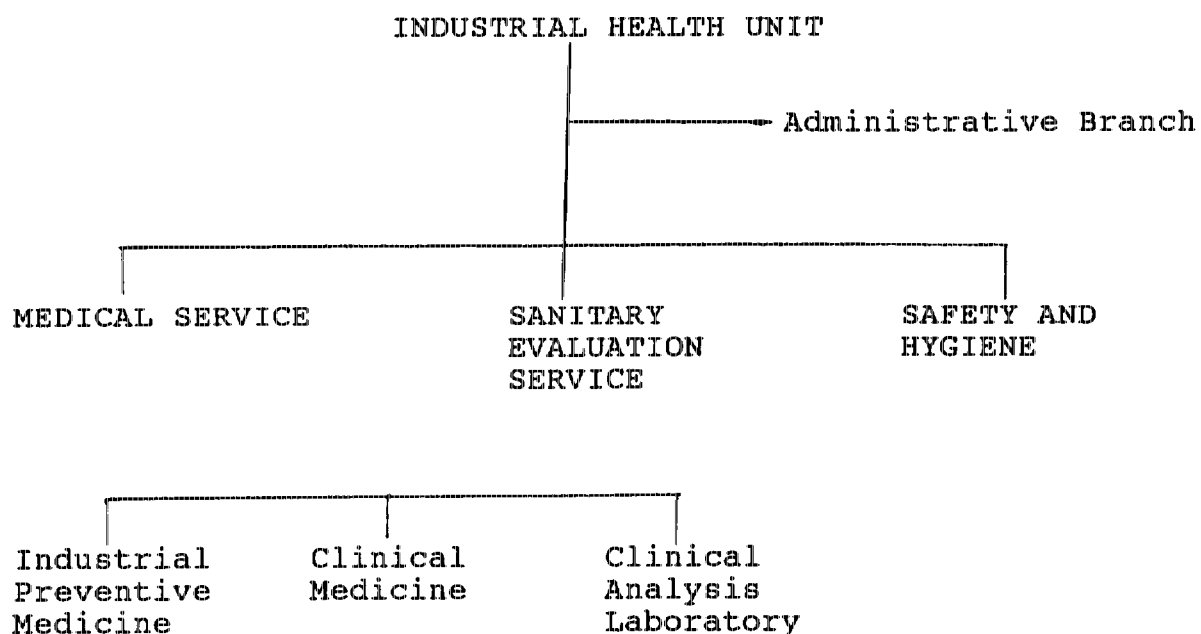 INDUSTRIAL HEALTH UNIT
Administrative Branch
MEDICAL SERVICE
SANITARY
EVALUATION
SERVICE
SAFETY AND
HYGIENE
Industrial
Preventive
Medicine
Clinical
Medicine
Clinical
Analysis
Laboratory